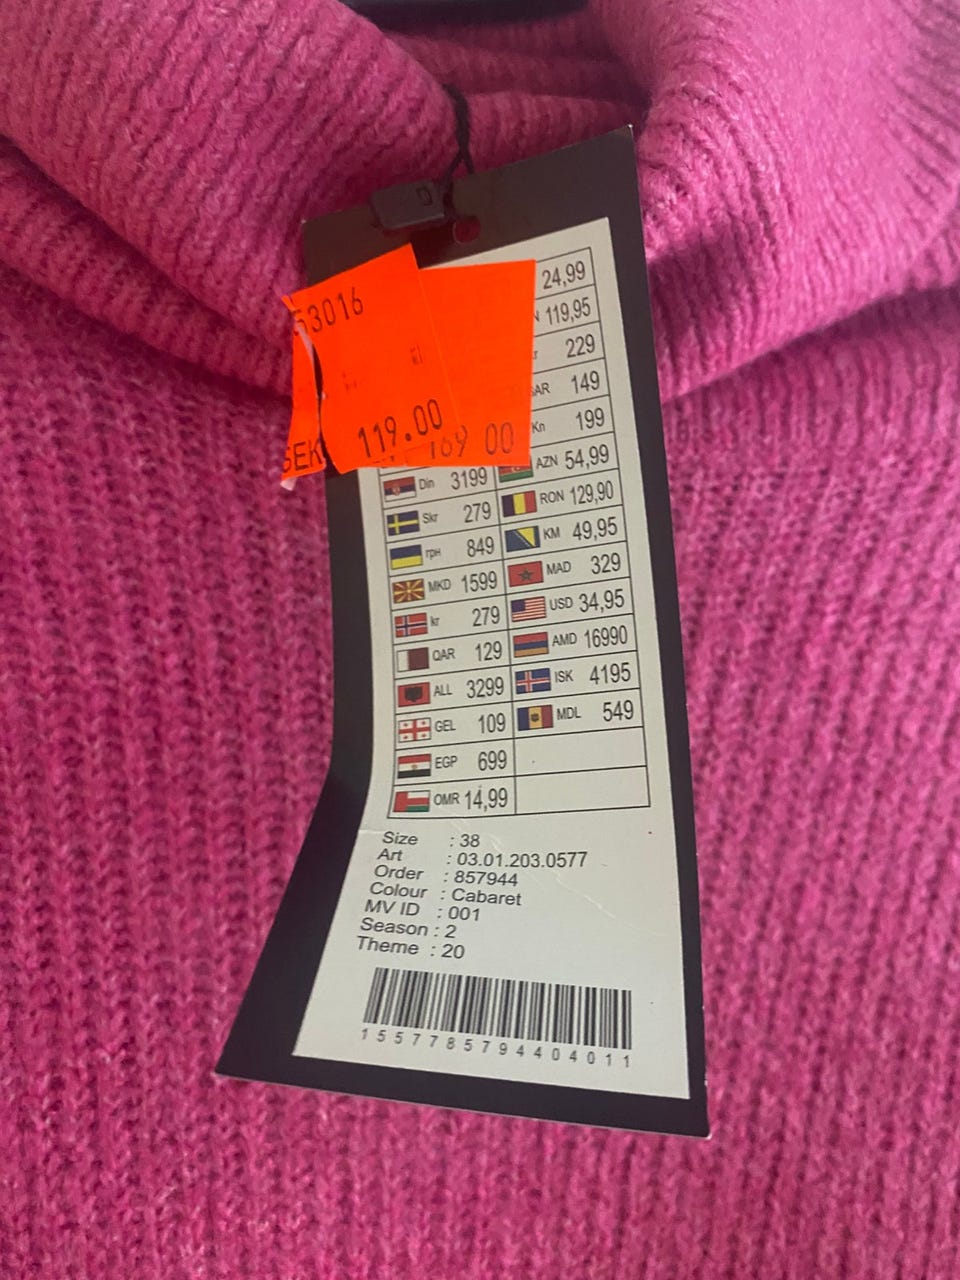 24,99
119,95
229
149
Kn 199
53016
119.00
SEK
169 00
AZN 54,99
Din 3199
RON 129,90
Skr 279
KM 49,95
грн 849
MAD 329
MKD 1599
USD 34,95
kr 279
AMD 16990
QAR 129
ISK 4195
ALL 3299
MDL 549
GEL 109
EGP 699
OMR 14,99
Size : 38
Art : 03.01.203.0577
Order : 857944
Colour : Cabaret
MV ID : 001
Season : 2
Theme : 20
1557785794404011